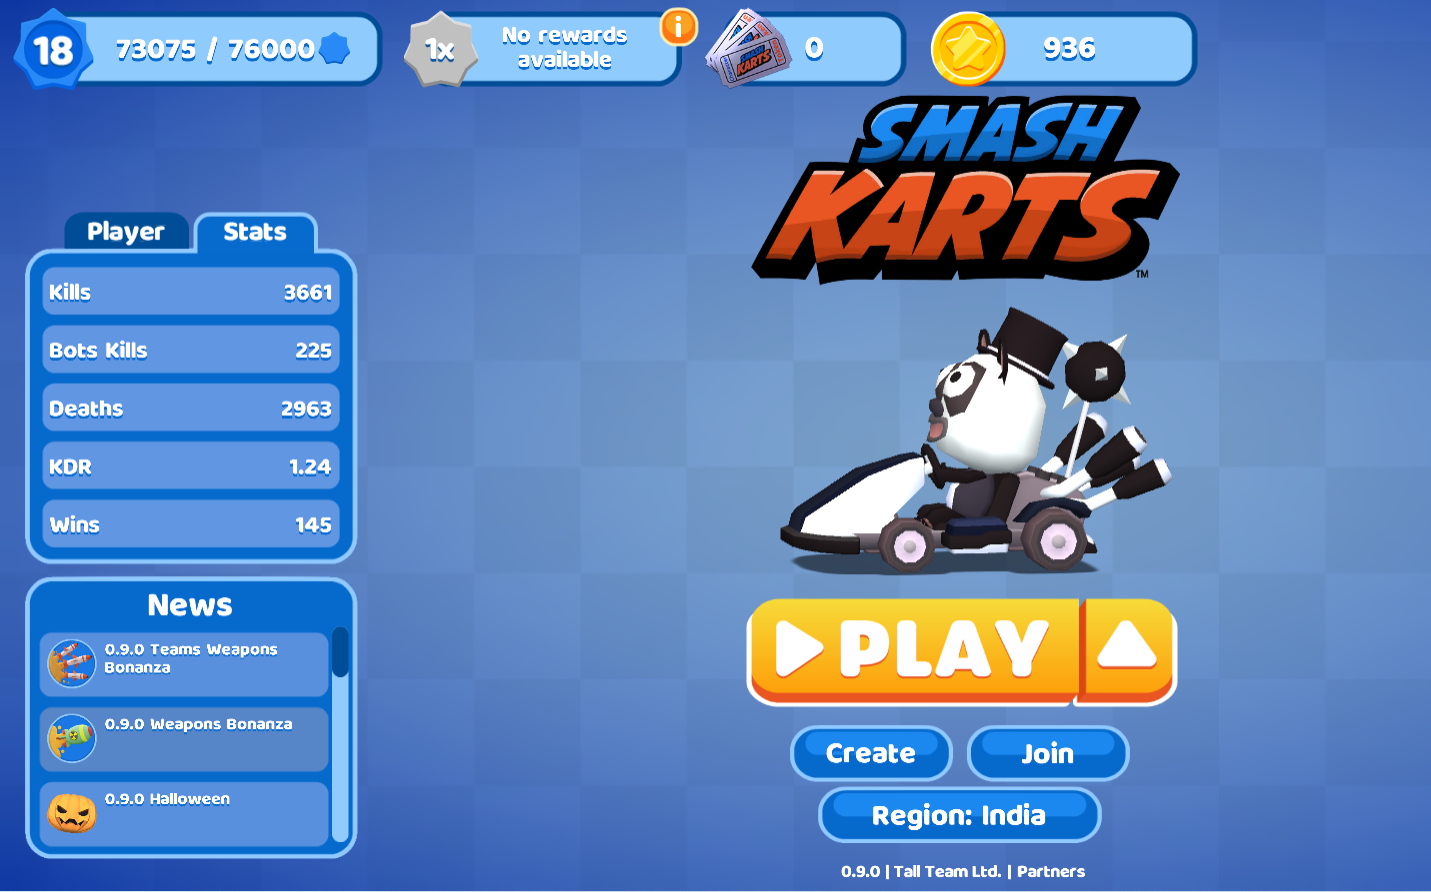 18
73075 / 76000
1x
No rewards
available
i
SMASH
KARTS
0
936
SMASH
KARTS
TM
Player
Stats
Kills 3661
Bots Kills 225
Deaths 2963
KDR 1.24
Wins 145
News
0.9.0 Teams Weapons
Bonanza
0.9.0 Weapons Bonanza
0.9.0 Halloween
PLAY
Create
Join
Region: India
0.9.0 | Tall Team Ltd. | Partners